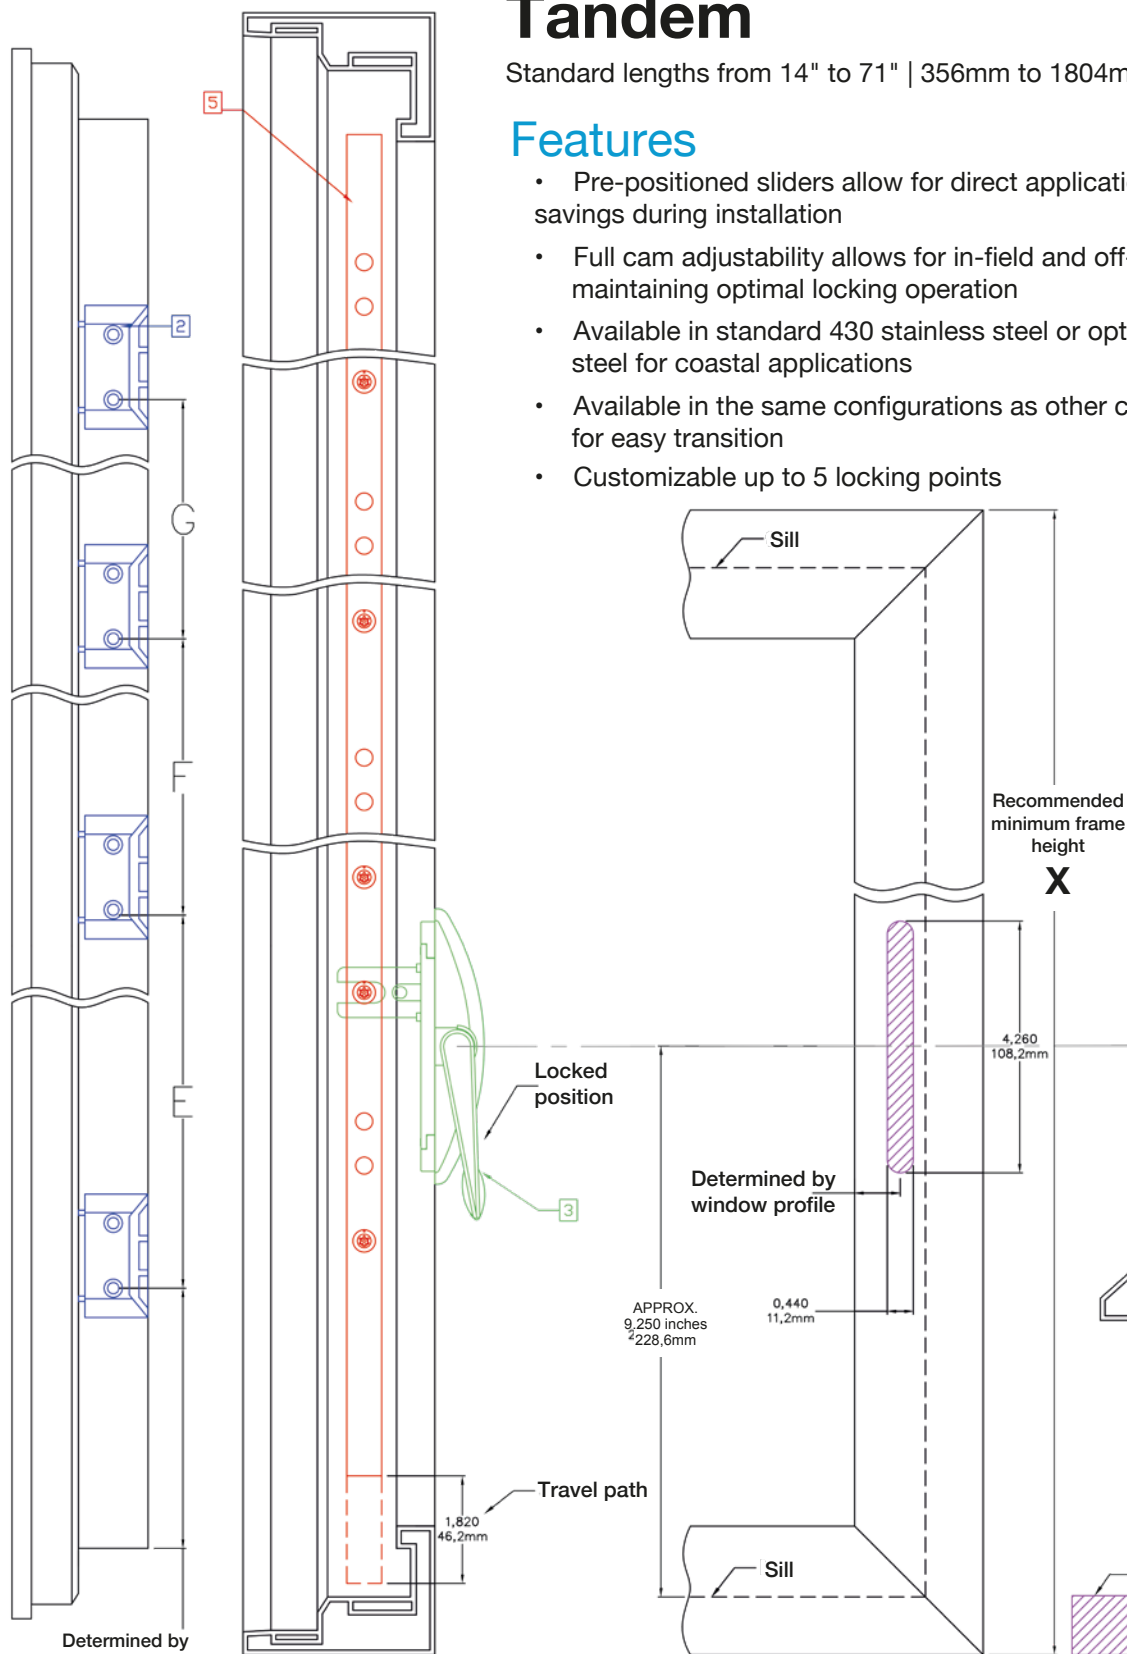 Tandem
Standard lengths from 14" to 71" | 356mm to 1804m
Features
• Pre-positioned sliders allow for direct applicati
savings during installation
• Full cam adjustability allows for in-field and off-
maintaining optimal locking operation
• Available in standard 430 stainless steel or opt
steel for coastal applications
• Available in the same configurations as other c
for easy transition
• Customizable up to 5 locking points
5
2
G
F
E
Sill
Recommended
minimum frame
height
X
4,260
108,2mm
Locked
position
3
Determined by
window profile
0,440
11,2mm
APPROX.
9.250 inches
228,6mm
Travel path
1,820
46,2mm
Sill
Determined by